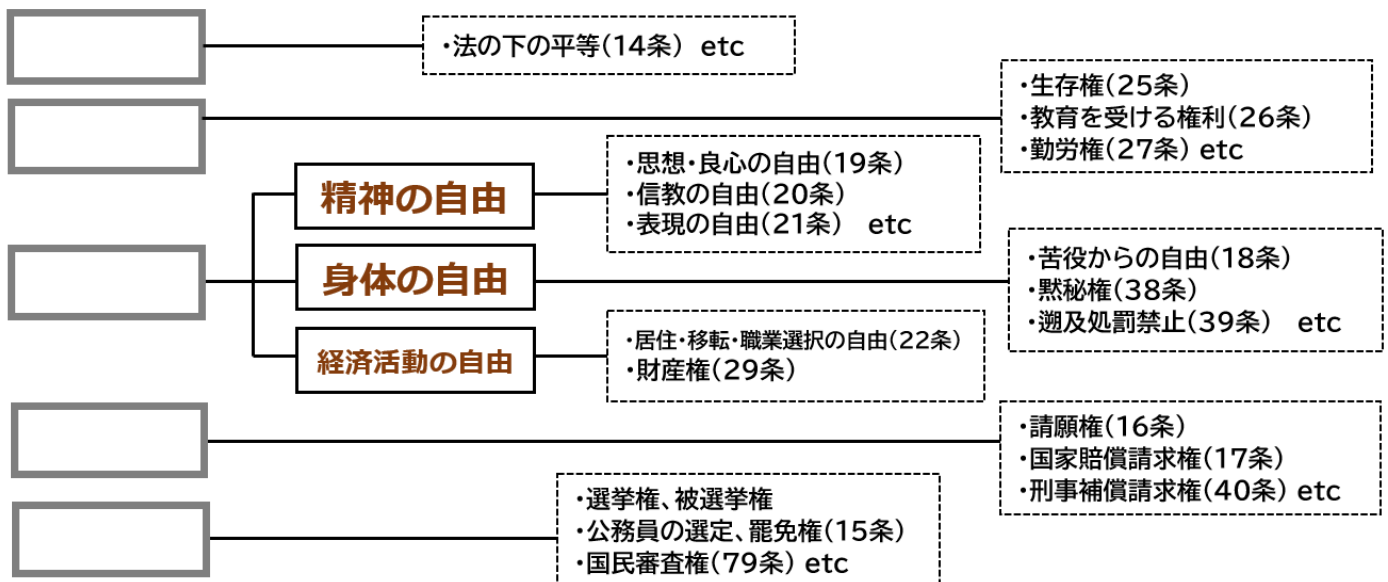 ・法の下の平等(14条) etc
・生存権(25条)
・教育を受ける権利(26条)
・勤労権(27条) etc
精神の自由
・思想・良心の自由(19条)
・信教の自由(20条)
・表現の自由(21条) etc
身体の自由
・苦役からの自由(18条)
・黙秘権(38条)
・遡及処罰禁止(39条) etc
経済活動の自由
・居住・移転・職業選択の自由(22条)
・財産権(29条)
・請願権(16条)
・国家賠償請求権(17条)
・刑事補償請求権(40条) etc
・選挙権、被選挙権
・公務員の選定、罷免権(15条)
・国民審査権(79条) etc